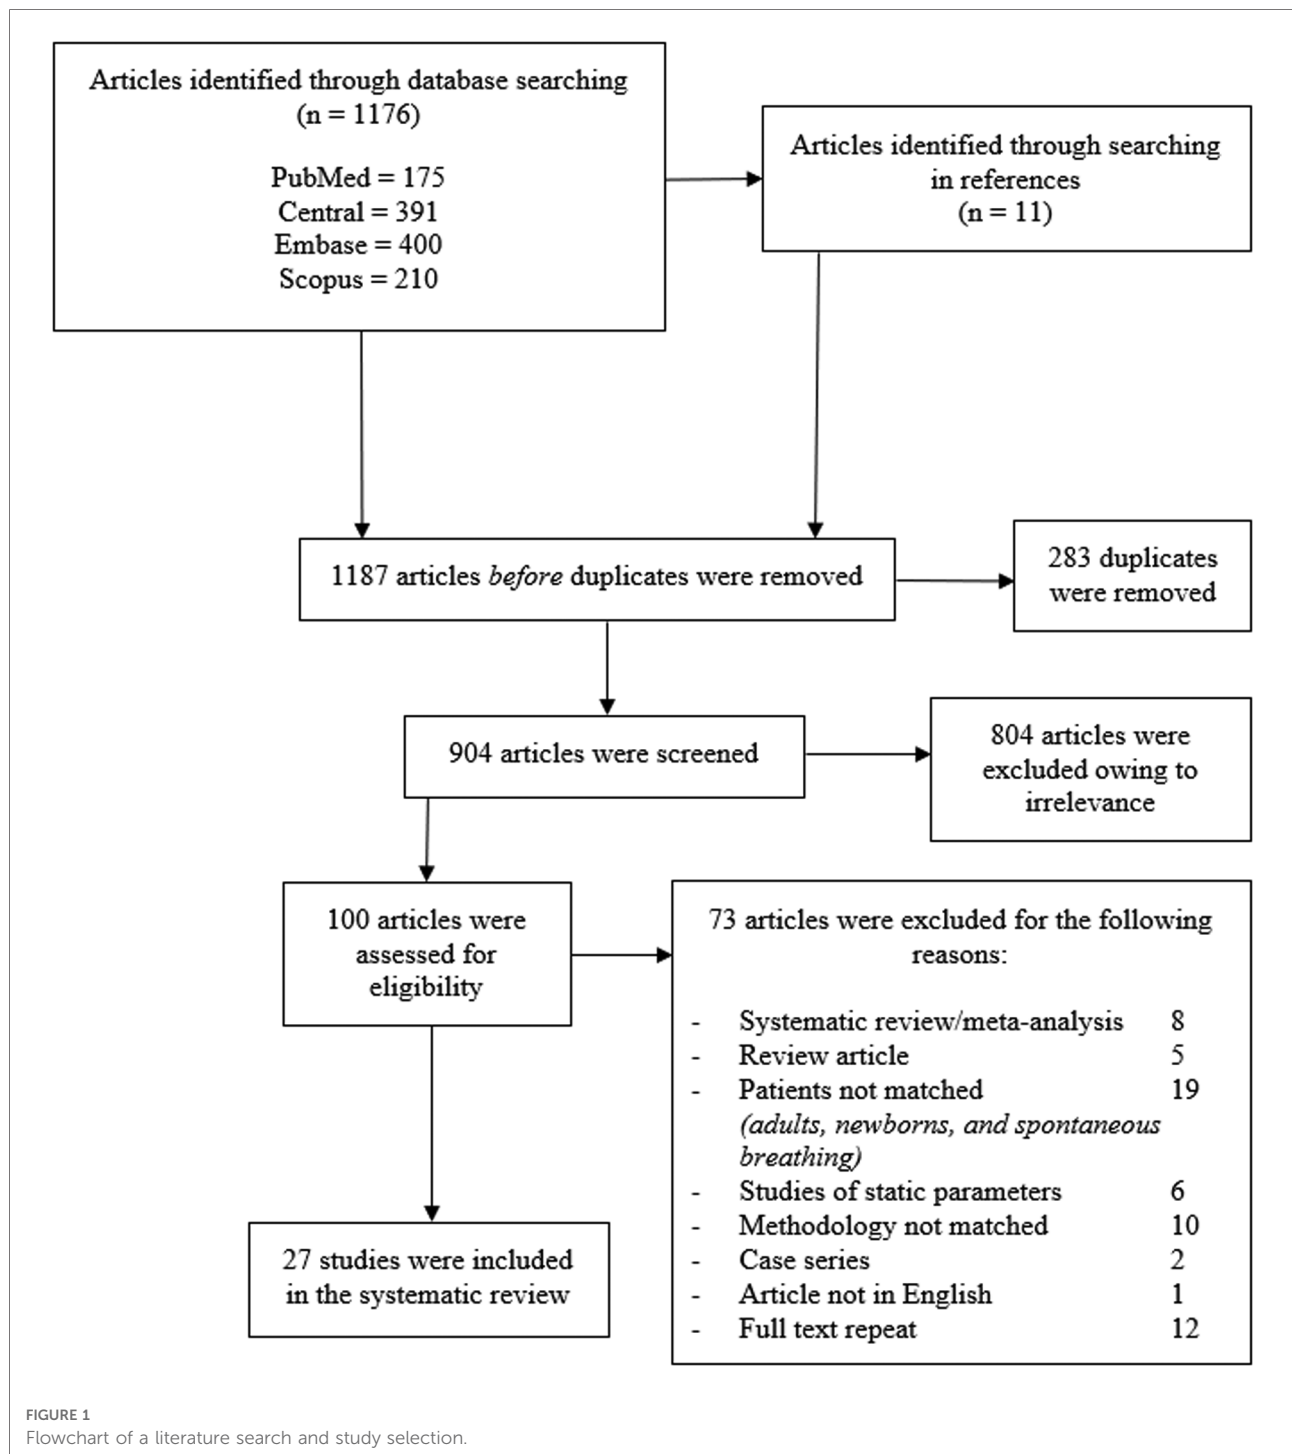 Articles identified through database searching
(n = 1176)
PubMed = 175
Central = 391
Embase = 400
Scopus = 210
Articles identified through searching
in references
(n = 11)
1187 articles before duplicates were removed
283 duplicates
were removed
904 articles were screened
804 articles were
excluded owing to
irrelevance
100 articles were
assessed for
eligibility
73 articles were excluded for the following
reasons:
- Systematic review/meta-analysis 8
- Review article 5
- Patients not matched 19
(adults, newborns, and spontaneous
breathing)
- Studies of static parameters 6
- Methodology not matched 10
- Case series 2
- Article not in English 1
- Full text repeat 12
27 studies were included
in the systematic review
FIGURE 1
Flowchart of a literature search and study selection.